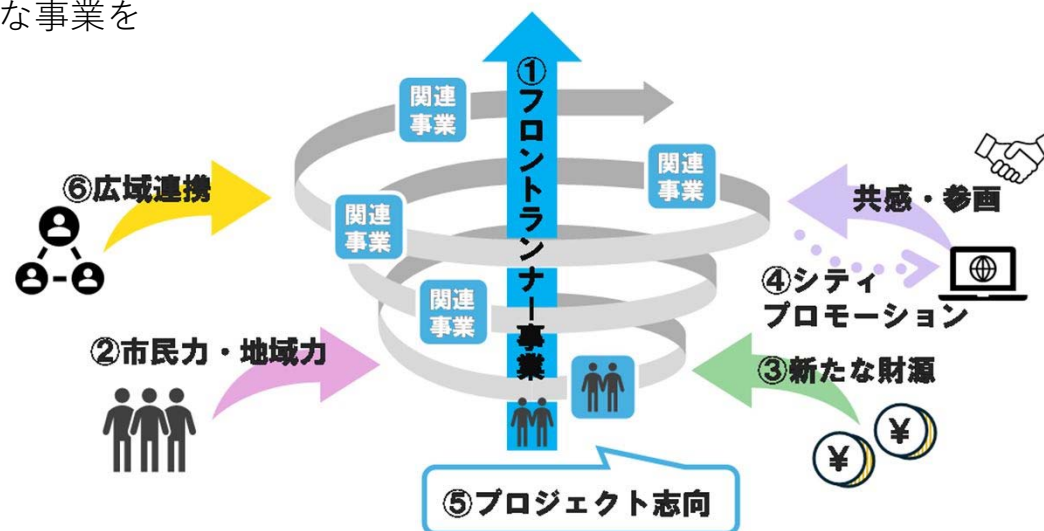 な事業を
①フロントランナー事業
関連
事業
関連
事業
関連
事業
関連
事業
⑥広域連携
共感・参画
④シティ
プロモーション
②市民力・地域力
③新たな財源
¥
¥
⑤プロジェクト志向